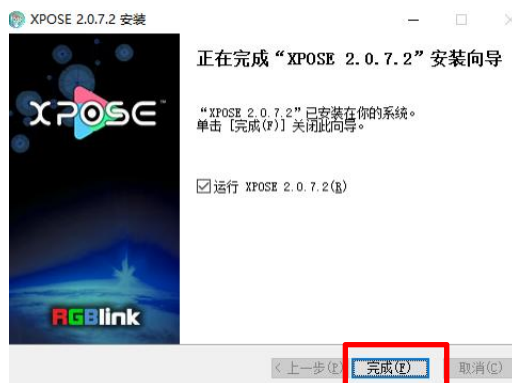 XPOSE 2.0.7.2 安装
正在完成“XPOSE 2.0.7.2”安装向导
XPOSE™
“XPOSE 2.0.7.2”已安装在你的系统。
单击 [完成(F)] 关闭此向导。
运行 XPOSE 2.0.7.2(R)
RGBlink
< 上一步(P) 完成(F) 取消(C)